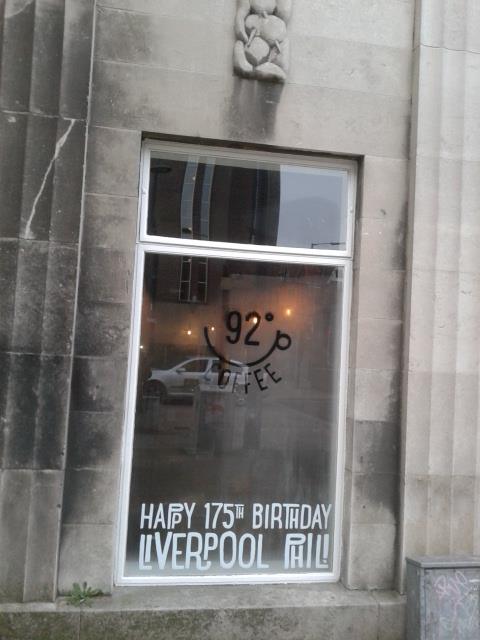 92°
COFFEE
HAPPY 175TH BIRTHDAY
LIVERPOOL PHIL!